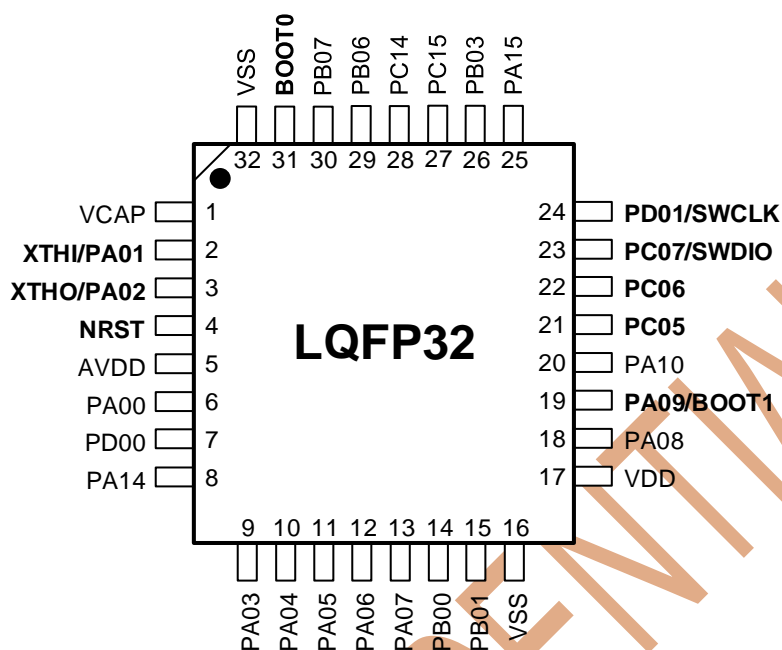 VSS
BOOT0
PB07
PB06
PC14
PC15
PB03
PA15
32 31 30 29 28 27 26 25
VCAP 1
XTHI/PA01 2
XTHO/PA02 3
NRST 4
AVDD 5
PA00 6
PD00 7
PA14 8
LQFP32
24 PD01/SWCLK
23 PC07/SWDIO
22 PC06
21 PC05
20 PA10
19 PA09/BOOT1
18 PA08
17 VDD
9 10 11 12 13 14 15 16
PA03
PA04
PA05
PA06
PA07
PB00
PB01
VSS